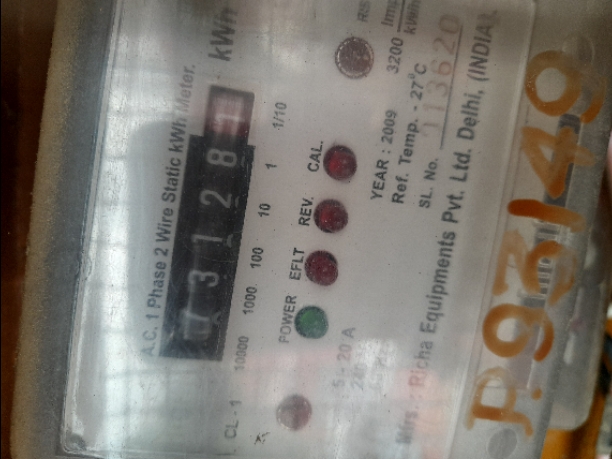 A.C. 1 Phase 2 Wire Static kWh Meter.
3 1 2 8
kWh
10000 1000 100 10 1 1/10
POWER EFLT REV. CAL.
CL - 1
5 - 20 A
3200
YEAR : 2009
Ref. Temp. - 27°C
SL. No. 113620
Richa Equipments Pvt. Ltd. Delhi, (INDIA)
P.93149